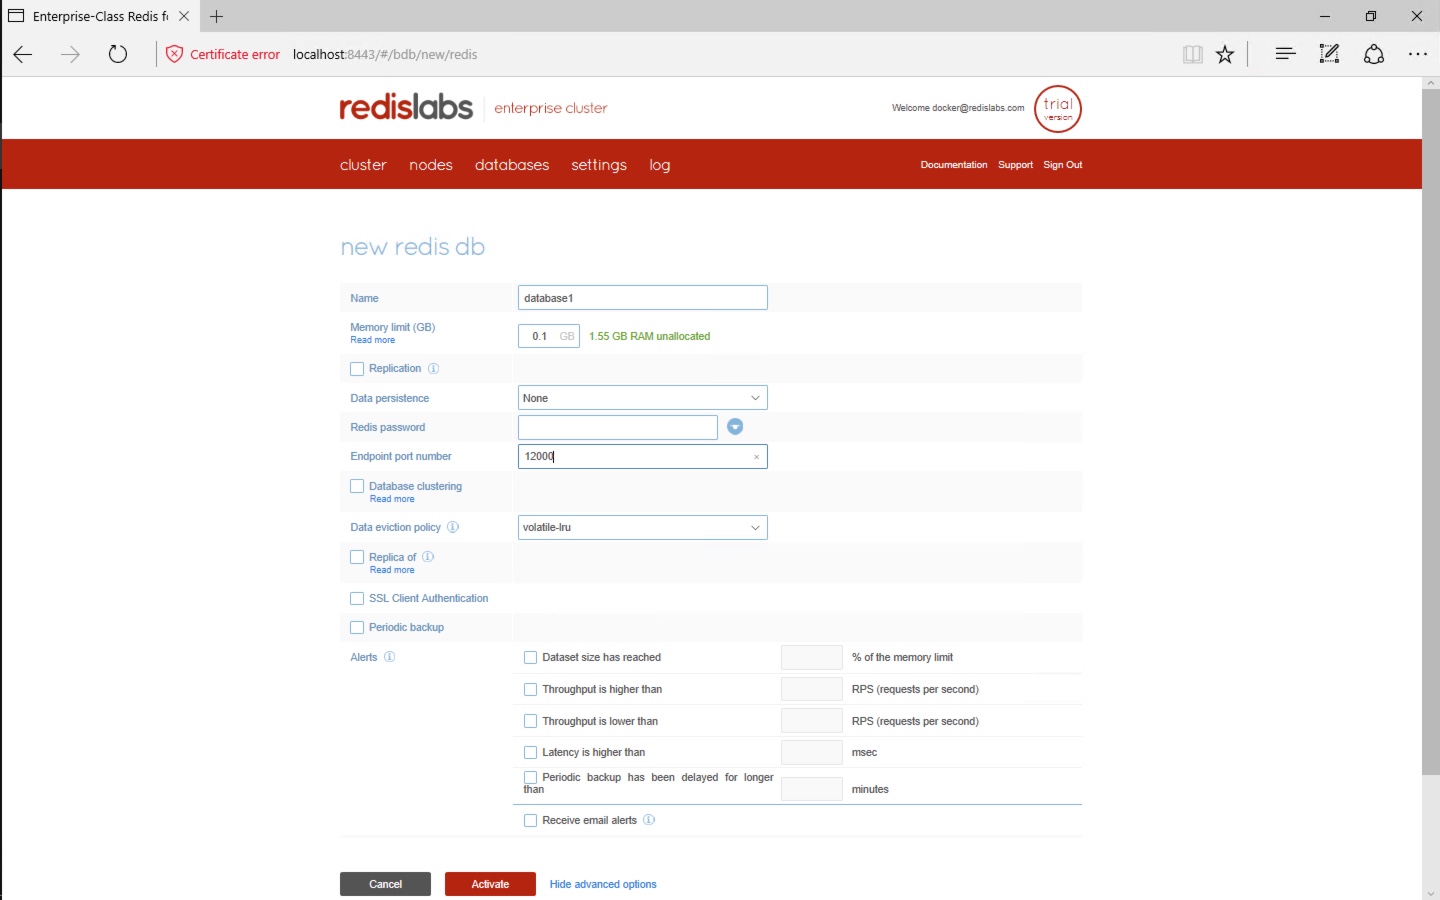 Enterprise-Class Redis f
Certificate error localhost:8443/#/bdb/new/redis
redislabs enterprise cluster
Welcome docker@redislabs.com
trial
version
cluster nodes databases settings log
Documentation Support Sign Out
new redis db
Name database1
Memory limit (GB)
Read more
0.1 GB 1.55 GB RAM unallocated
Replication
Data persistence None
Redis password
Endpoint port number 12000
Database clustering
Read more
Data eviction policy volatile-lru
Replica of
Read more
SSL Client Authentication
Periodic backup
Alerts Dataset size has reached % of the memory limit
Throughput is higher than RPS (requests per second)
Throughput is lower than RPS (requests per second)
Latency is higher than msec
Periodic backup has been delayed for longer
than minutes
Receive email alerts
Cancel Activate Hide advanced options